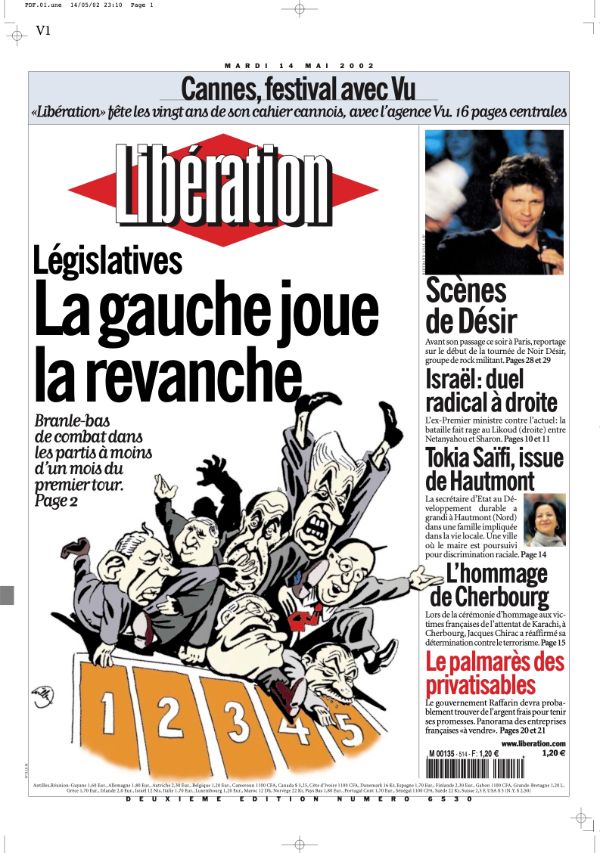 PDF.01.une 14/05/02 23:10 Page 1
V1
MARDI 14 MAI 2002
Cannes, festival avec Vu
«Libération» fête les vingt ans de son cahier cannois, avec l'agence Vu. 16 pages centrales
Libération
Législatives
La gauche joue
la revanche
Branle-bas
de combat dans
les partis à moins
d'un mois du
premier tour.
Page 2
1 2 3 4 5
Scènes
de Désir
Avant son passage ce soir à Paris, reportage
sur le début de la tournée de Noir Désir,
groupe de rock militant. Pages 28 et 29
Israël: duel
radical à droite
L'ex-Premier ministre contre l'actuel: la
bataille fait rage au Likoud (droite) entre
Netanyahou et Sharon. Pages 10 et 11
Tokia Saïfi, issue
de Hautmont
La secrétaire d'Etat au Dé-
veloppement durable a
grandi à Hautmont (Nord)
dans une famille impliquée
dans la vie locale. Une ville
où le maire est poursuivi
pour discrimination raciale. Page 14
L'hommage
de Cherbourg
Lors de la cérémonie d'hommage aux vic-
times françaises de l'attentat de Karachi, à
Cherbourg, Jacques Chirac a réaffirmé sa
détermination contre le terrorisme. Page 15
Le palmarès des
privatisables
Le gouvernement Raffarin devra proba-
blement trouver de l'argent frais pour tenir
ses promesses. Panorama des entreprises
françaises «à vendre». Pages 20 et 21
www.liberation.com
M 00135 - 514 - F: 1,20 €
1,20 €
DEUXIEME EDITION NUMERO 6530